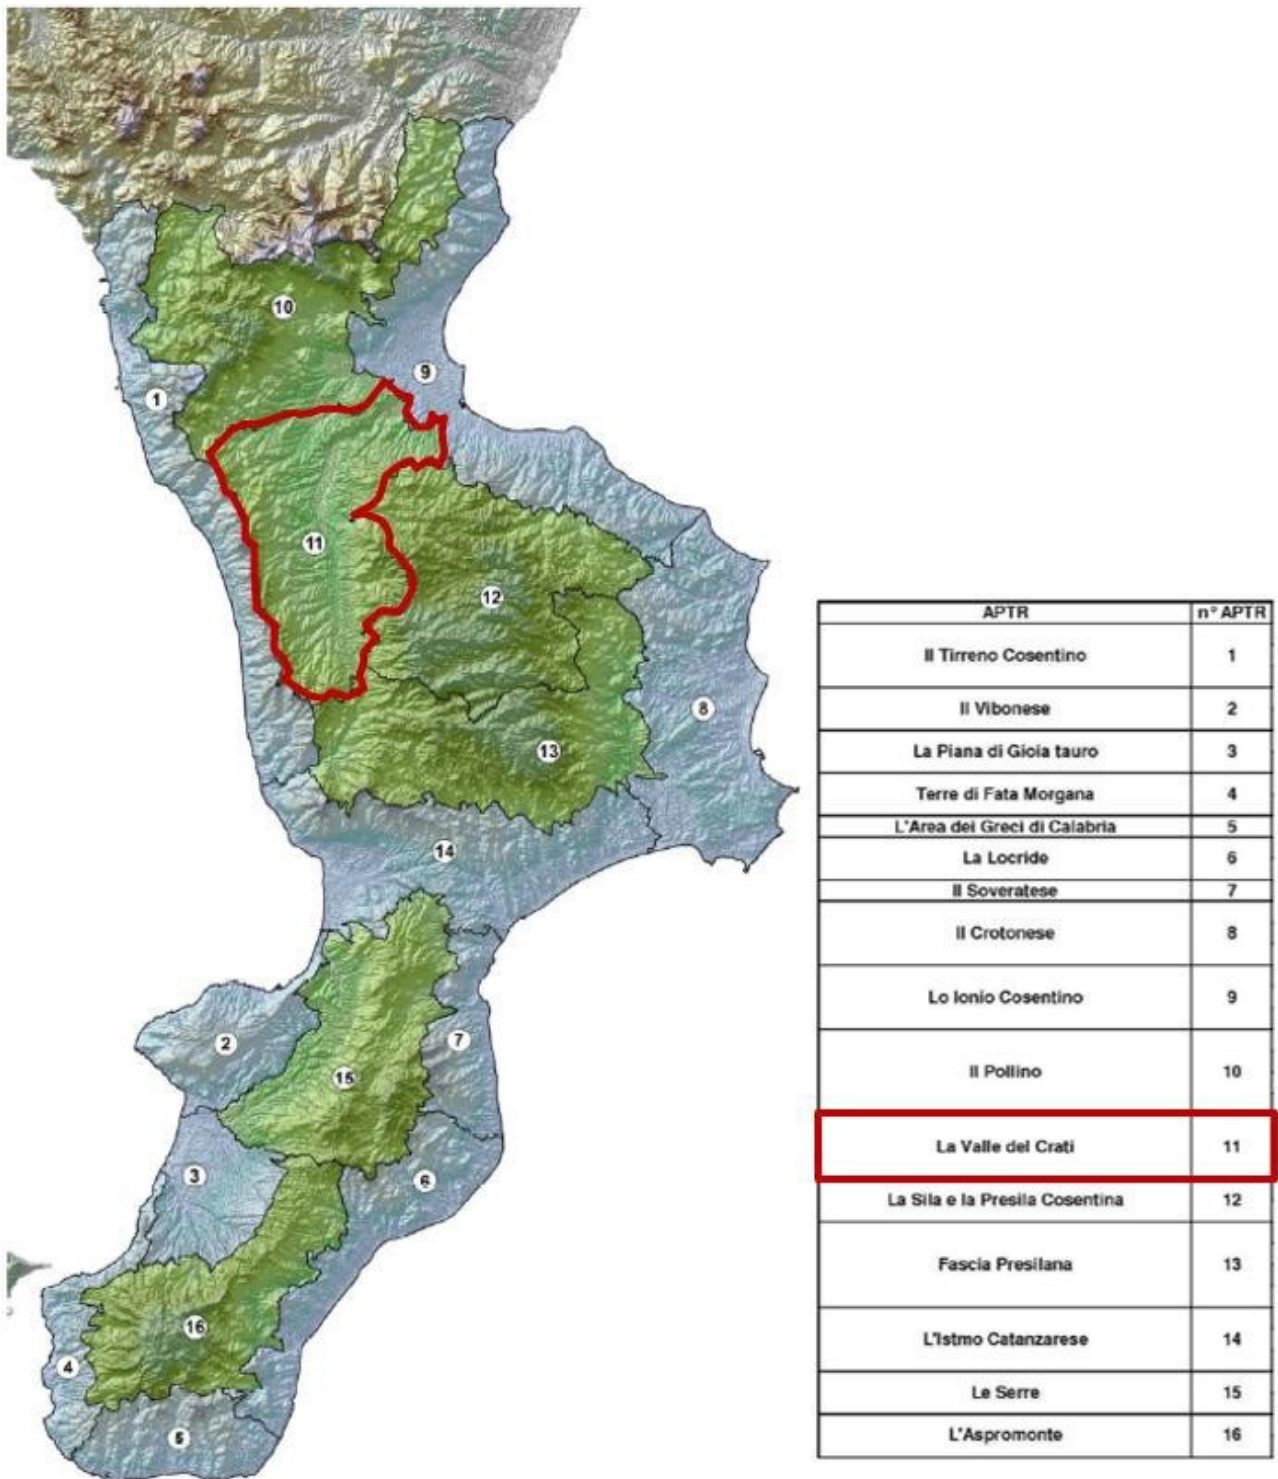 10
9
1
11
12
8
13
14
2
7
15
3
6
16
4
5
APTR n° APTR
Il Tirreno Cosentino 1
Il Vibonese 2
La Piana di Gioia tauro 3
Terre di Fata Morgana 4
L'Area dei Greci di Calabria 5
La Locride 6
Il Soveratese 7
Il Crotonese 8
Lo Ionio Cosentino 9
Il Pollino 10
La Valle del Crati 11
La Sila e la Presila Cosentina 12
Fascia Presilana 13
L'Istmo Catanzarese 14
Le Serre 15
L'Aspromonte 16